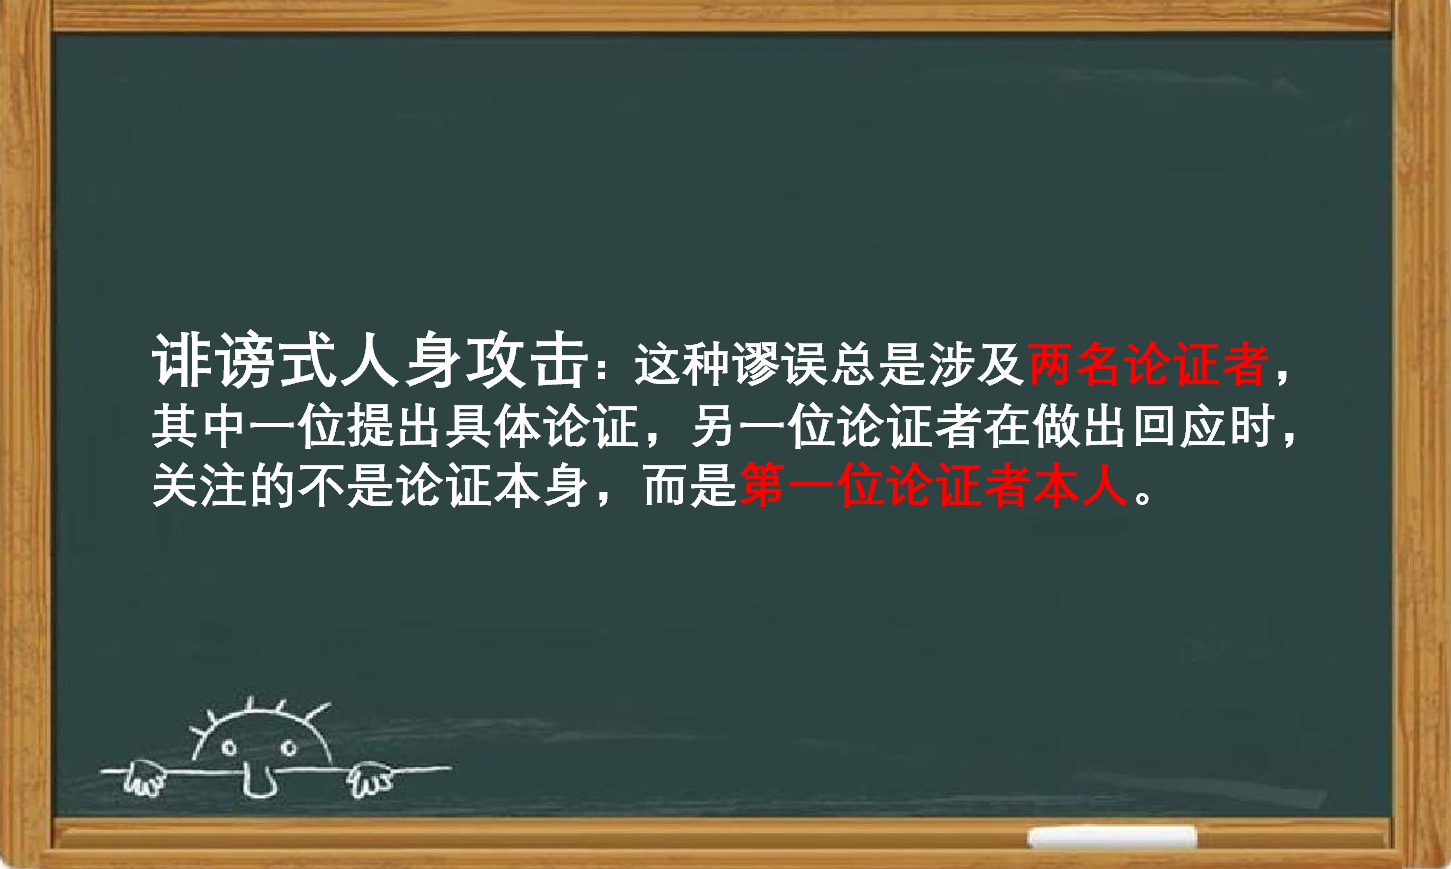 诽谤式人身攻击：这种谬误总是涉及两名论证者，
其中一位提出具体论证，另一位论证者在做出回应时，
关注的不是论证本身，而是第一位论证者本人。